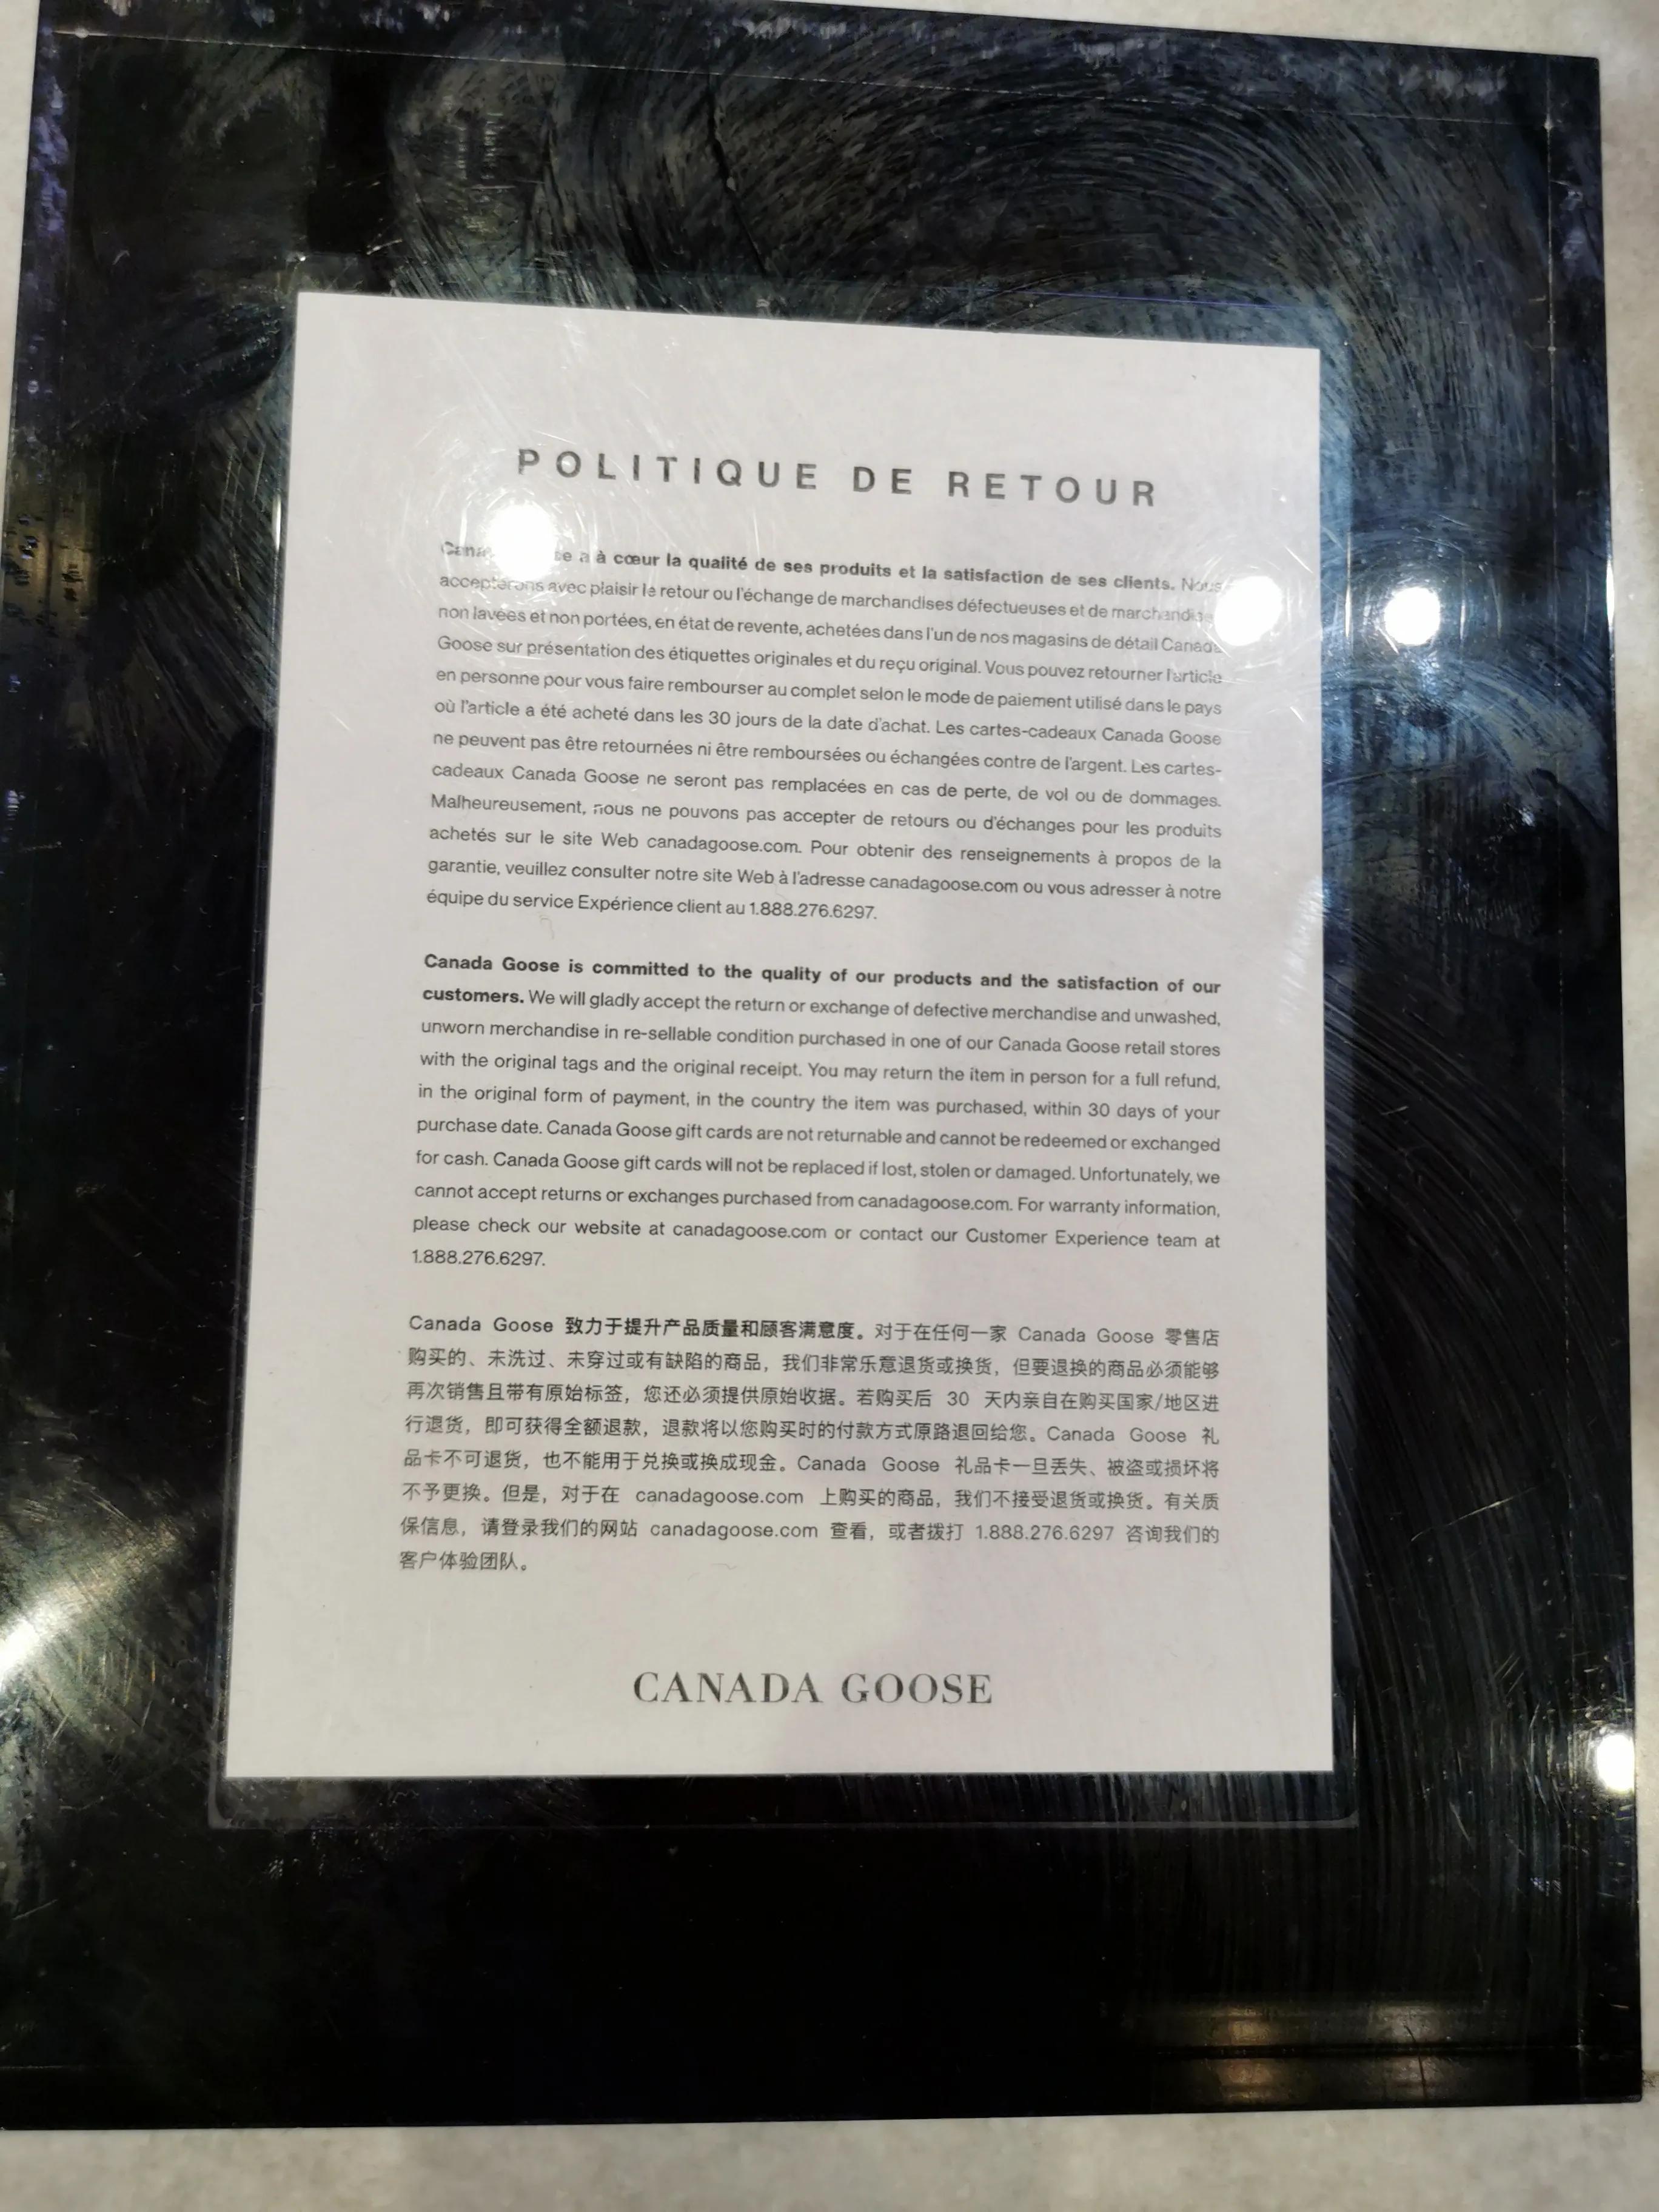 POLITIQUE DE RETOUR
a à cœur la qualité de ses produits et la satisfaction de ses clients. Nous
accepterons avec plaisir le retour ou l'échange de marchandises défectueuses et de
non lavées et non portées, en état de revente, achetées dans l'un de nos magasins de détail Canada
Goose sur présentation des étiquettes originales et du reçu original. Vous pouvez retourner l'article
en personne pour vous faire rembourser au complet selon le mode de paiement utilisé dans le pays
où l'article a été acheté dans les 30 jours de la date d'achat. Les cartes-cadeaux Canada Goose
ne peuvent pas être retournées ni être remboursées ou échangées contre de l'argent. Les cartes-
cadeaux Canada Goose ne seront pas remplacées en cas de perte, de vol ou de dommages.
Malheureusement, nous ne pouvons pas accepter de retours ou d'échanges pour les produits
achetés sur le site Web canadagoose.com. Pour obtenir des renseignements à propos de la
garantie, veuillez consulter notre site Web à l'adresse canadagoose.com ou vous adresser à notre
équipe du service Expérience client au 1.888.276.6297.
Canada Goose is committed to the quality of our products and the satisfaction of our
customers. We will gladly accept the return or exchange of defective merchandise and unwashed,
unworn merchandise in re-sellable condition purchased in one of our Canada Goose retail stores
with the original tags and the original receipt. You may return the item in person for a full refund,
in the original form of payment, in the country the item was purchased, within 30 days of your
purchase date. Canada Goose gift cards are not returnable and cannot be redeemed or exchanged
for cash. Canada Goose gift cards will not be replaced if lost, stolen or damaged. Unfortunately, we
cannot accept returns or exchanges purchased from canadagoose.com. For warranty information,
please check our website at canadagoose.com or contact our Customer Experience team at
1.888.276.6297.
Canada Goose 致力于提升产品质量和顾客满意度。对于在任何一家 Canada Goose 零售店
购买的、未洗过、未穿过或有缺陷的商品，我们非常乐意退货或换货，但要退换的商品必须能够
再次销售且带有原始标签，您还必须提供原始收据。若购买后 30 天内亲自在购买国家/地区进
行退货，即可获得全额退款，退款将以您购买时的付款方式原路退回给您。Canada Goose 礼
品卡不可退货，也不能用于兑换或换成现金。Canada Goose 礼品卡一旦丢失、被盗或损坏将
不予更换。但是，对于在 canadagoose.com 上购买的商品，我们不接受退货或换货。有关质
保信息，请登录我们的网站 canadagoose.com 查看，或者拨打 1.888.276.6297 咨询我们的
客户体验团队。
CANADA GOOSE